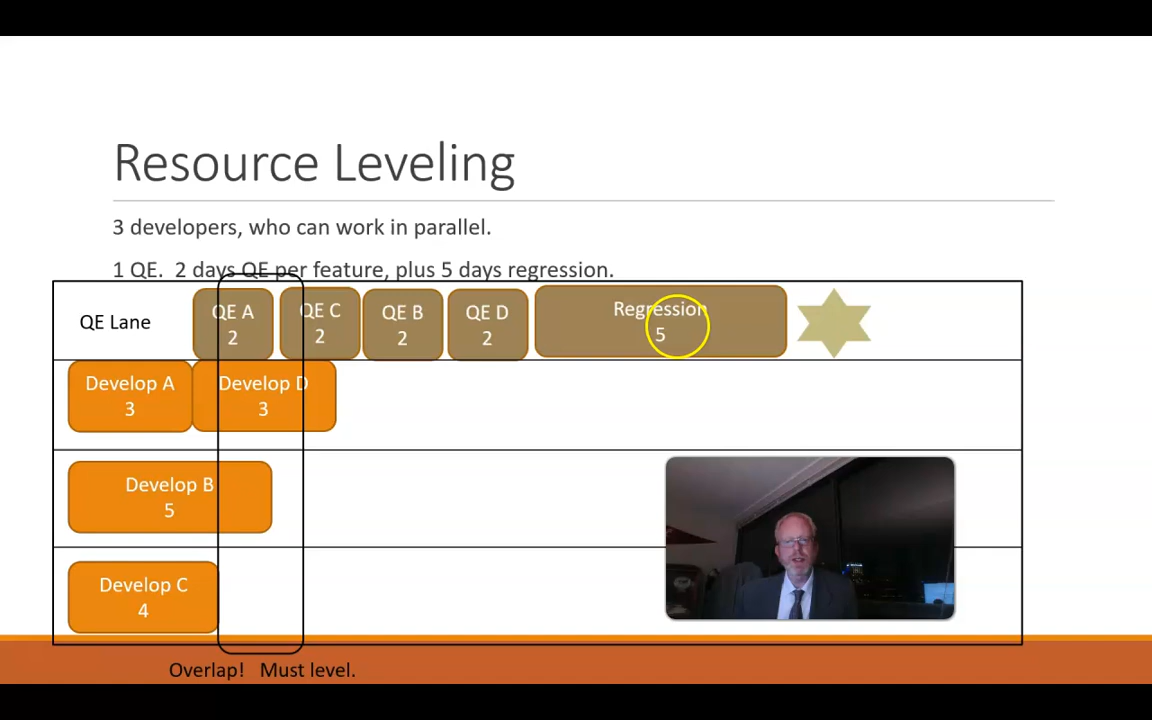 Resource Leveling
3 developers, who can work in parallel.
1 QE.  2 days QE per feature, plus 5 days regression.
QE Lane
QE A
2
QE C
2
QE B
2
QE D
2
Regression
5
Develop A
3
Develop D
3
Develop B
5
Develop C
4
Overlap!   Must level.